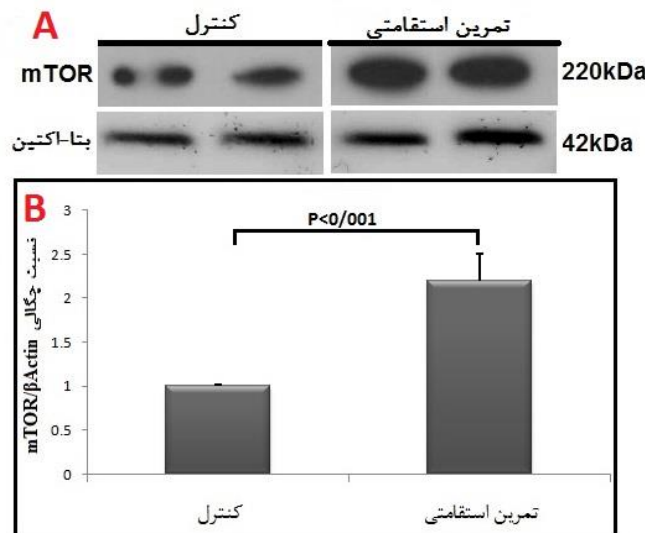 A
کنترل
تمرین استقامتی
mTOR
220kDa
بتا-اکتین
42kDa
B
نسبت چگالی mTOR/βActin
3
2.5
2
1.5
1
0.5
0
P<0/001
کنترل
تمرین استقامتی